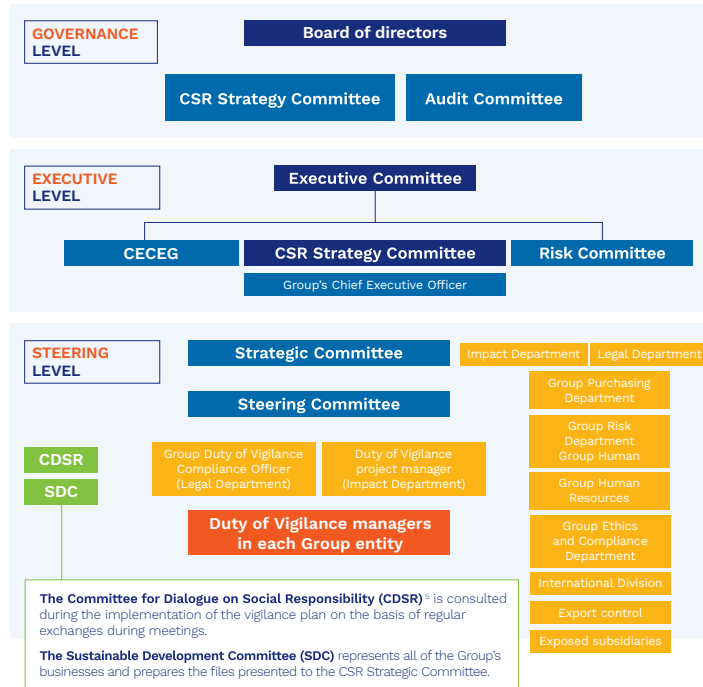 GOVERNANCE
LEVEL
Board of directors
CSR Strategy Committee
Audit Committee
EXECUTIVE
LEVEL
Executive Committee
CECEG
CSR Strategy Committee
Risk Committee
Group's Chief Executive Officer
STEERING
LEVEL
Strategic Committee
Steering Committee
Impact Department
Legal Department
Group Purchasing
Department
Group Risk
Department
Group Human
Group Human
Resources
Group Ethics
and Compliance
Department
International Division
Export control
Exposed subsidiaries
CDSR
SDC
Group Duty of Vigilance
Compliance Officer
(Legal Department)
Duty of Vigilance
project manager
(Impact Department)
Duty of Vigilance managers
in each Group entity
The Committee for Dialogue on Social Responsibility (CDSR) 5 is consulted
during the implementation of the vigilance plan on the basis of regular
exchanges during meetings.
The Sustainable Development Committee (SDC) represents all of the Group's
businesses and prepares the files presented to the CSR Strategic Committee.